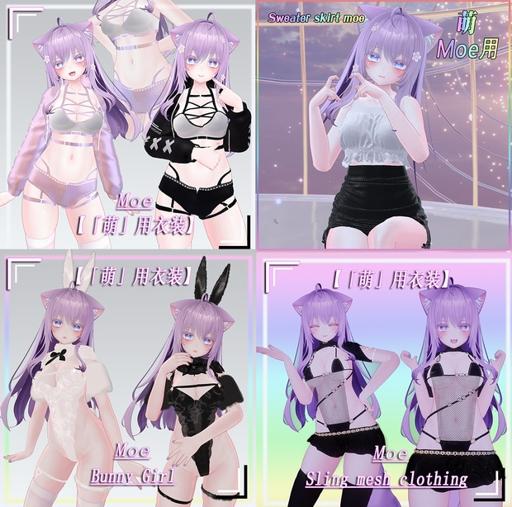 Moe
【「萌」用衣装】
Sweater skirt moe
萌
Moe用
【「萌」用衣装】
Moe
Bunny Girl
【「萌」用衣装】
Moe
Sling mesh clothing